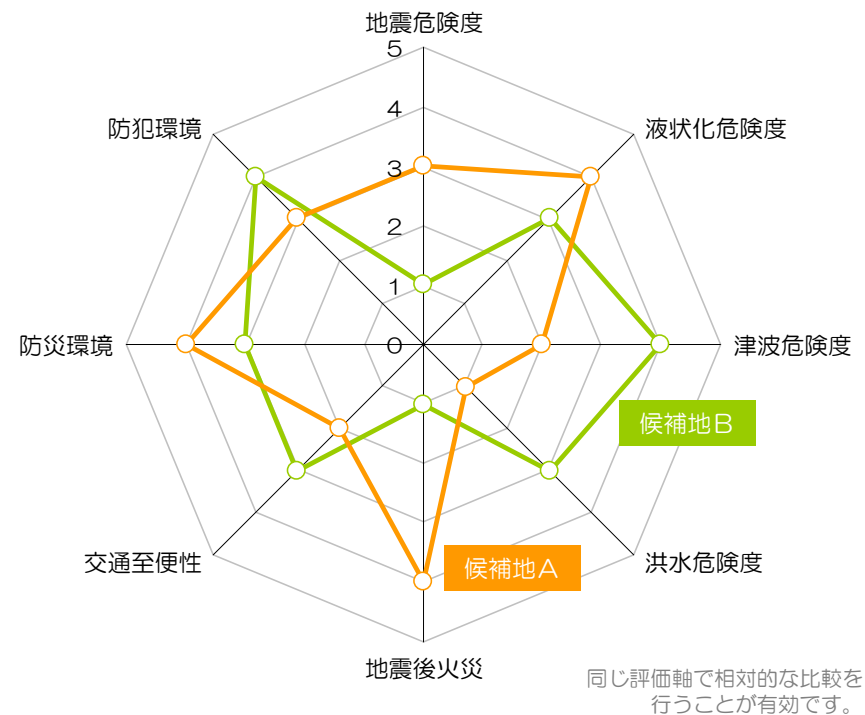 地震危険度
5
4
3
2
1
0
防犯環境
液状化危険度
防災環境
津波危険度
候補地B
交通至便性
洪水危険度
候補地A
地震後火災
同じ評価軸で相対的な比較を
行うことが有効です。